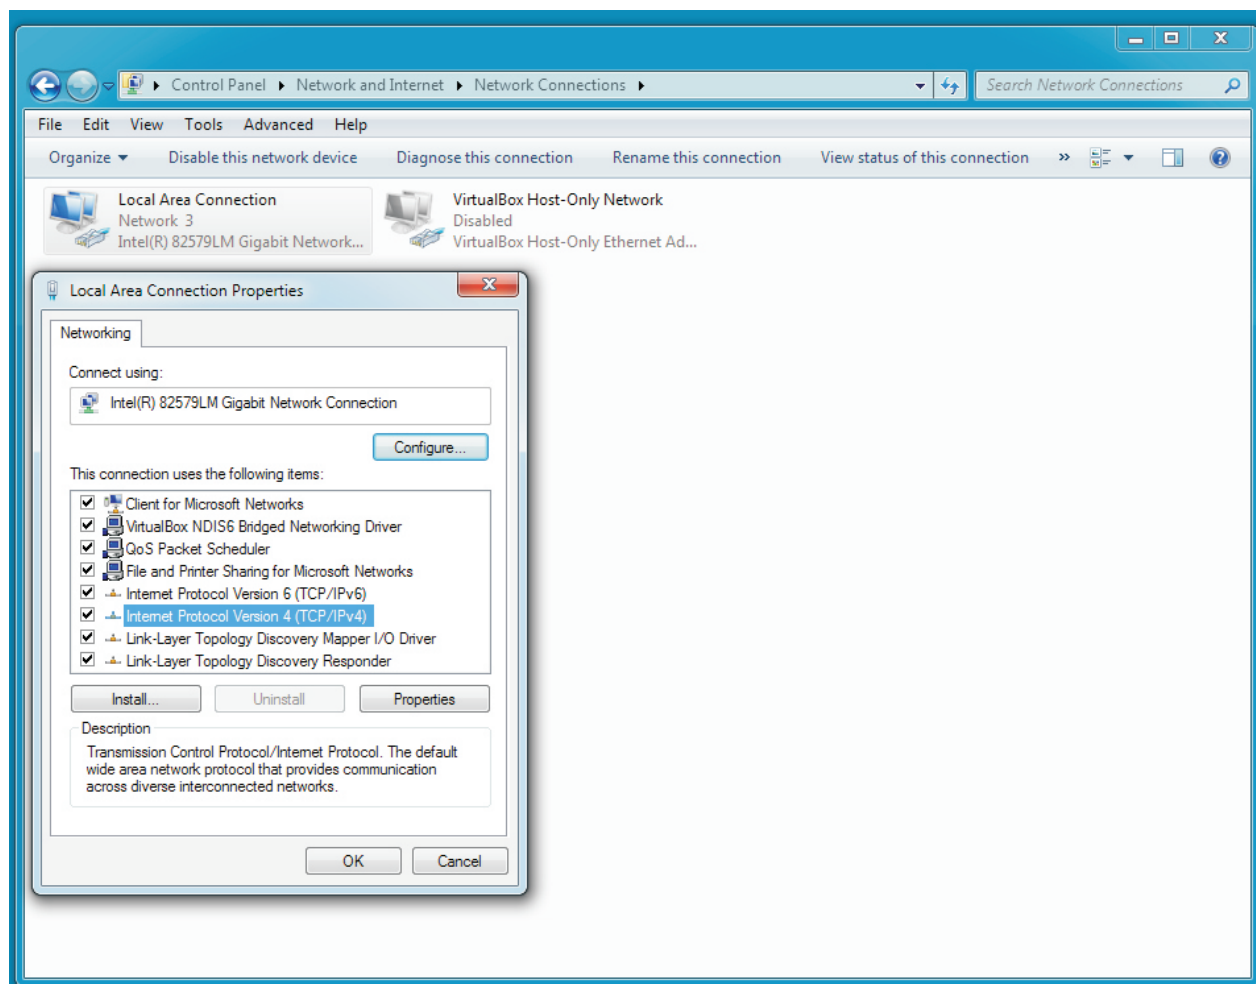 Control Panel Network and Internet Network Connections Search Network Connections
File Edit View Tools Advanced Help
Organize Disable this network device Diagnose this connection Rename this connection View status of this connection »
Local Area Connection
Network 3
Intel(R) 82579LM Gigabit Network...
VirtualBox Host-Only Network
Disabled
VirtualBox Host-Only Ethernet Ad...
Local Area Connection Properties
Networking
Connect using:
Intel(R) 82579LM Gigabit Network Connection
Configure...
This connection uses the following items:
Client for Microsoft Networks
VirtualBox NDIS6 Bridged Networking Driver
QoS Packet Scheduler
File and Printer Sharing for Microsoft Networks
Internet Protocol Version 6 (TCP/IPv6)
Internet Protocol Version 4 (TCP/IPv4)
Link-Layer Topology Discovery Mapper I/O Driver
Link-Layer Topology Discovery Responder
Install... Uninstall Properties
Description
Transmission Control Protocol/Internet Protocol. The default
wide area network protocol that provides communication
across diverse interconnected networks.
OK Cancel